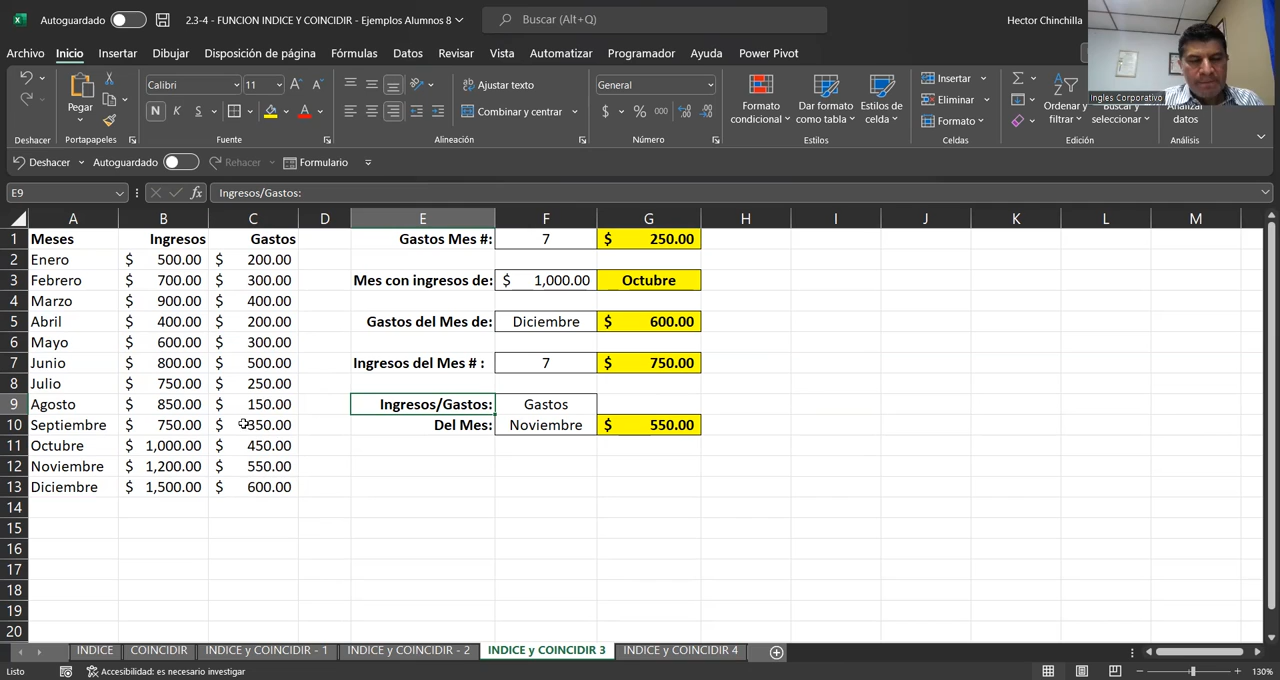 Autoguardado 2.3-4 - FUNCION INDICE Y COINCIDIR - Ejemplos Alumnos 8 Buscar (Alt+Q) Hector Chinchilla
Archivo Inicio Insertar Dibujar Disposición de página Fórmulas Datos Revisar Vista Automatizar Programador Ayuda Power Pivot
Pegar Calibri 11 Ajustar texto General Formato condicional Dar formato como tabla Estilos de celda Insertar Ordenar y filtrar
N K S Combinar y centrar $ % 000 Eliminar buscar y seleccionar Analizar datos
Formato
Deshacer Portapapeles Fuente Alineación Número Estilos Celdas Edición Análisis
Ingles Corporativo
Deshacer Autoguardado Rehacer Formulario
E9 fx Ingresos/Gastos:
A B C D E F G H I J K L M
1 Meses Ingresos Gastos Gastos Mes #: 7 $ 250.00
2 Enero $ 500.00 $ 200.00
3 Febrero $ 700.00 $ 300.00 Mes con ingresos de: $ 1,000.00 Octubre
4 Marzo $ 900.00 $ 400.00
5 Abril $ 400.00 $ 200.00 Gastos del Mes de: Diciembre $ 600.00
6 Mayo $ 600.00 $ 300.00
7 Junio $ 800.00 $ 500.00 Ingresos del Mes # : 7 $ 750.00
8 Julio $ 750.00 $ 250.00
9 Agosto $ 850.00 $ 150.00 Ingresos/Gastos: Gastos
10 Septiembre $ 750.00 $ 350.00 Del Mes: Noviembre $ 550.00
11 Octubre $ 1,000.00 $ 450.00
12 Noviembre $ 1,200.00 $ 550.00
13 Diciembre $ 1,500.00 $ 600.00
14
15
16
17
18
19
20
INDICE COINCIDIR INDICE y COINCIDIR - 1 INDICE y COINCIDIR - 2 INDICE y COINCIDIR 3 INDICE y COINCIDIR 4
Listo Accesibilidad: es necesario investigar 130%